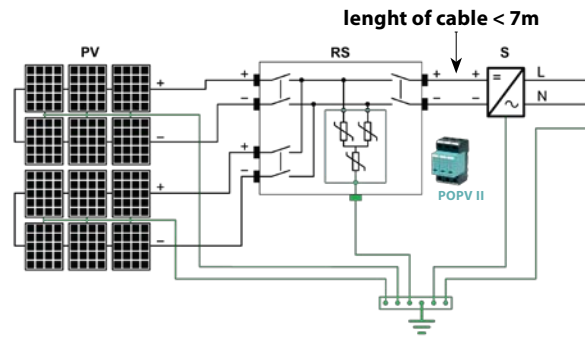 lenght of cable < 7m
PV
RS
S
+
−
+
−
+
−
+
−
+
−
+
−
+
−
=
~
L
N
POPV II